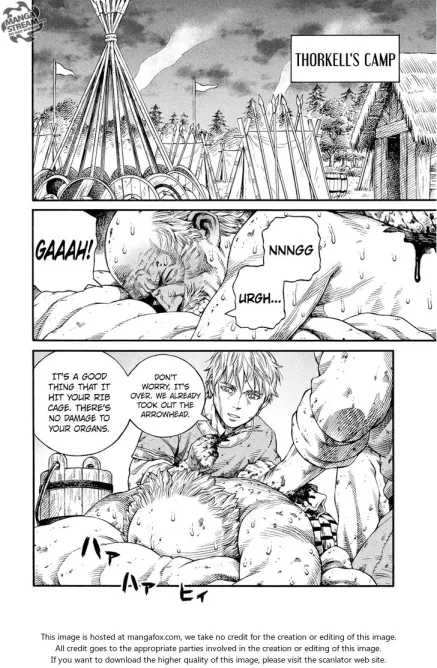 MANGA
STREAM
THORKELL'S CAMP
GAAAH!
NNNGG
URGH...
DON'T
WORRY, IT'S
OVER. WE ALREADY
TOOK OUT THE
ARROWHEAD.
IT'S A GOOD
THING THAT IT
HIT YOUR RIB
CAGE. THERE'S
NO DAMAGE TO
YOUR ORGANS.
ハァ
ハァ
ヒィ
This image is hosted at mangafox.com, we take no credit for the creation or editing of this image.
All credit goes to the appropriate parties involved in the creation or editing of this image.
If you want to download the higher quality of this image, please visit the scanlator web site.